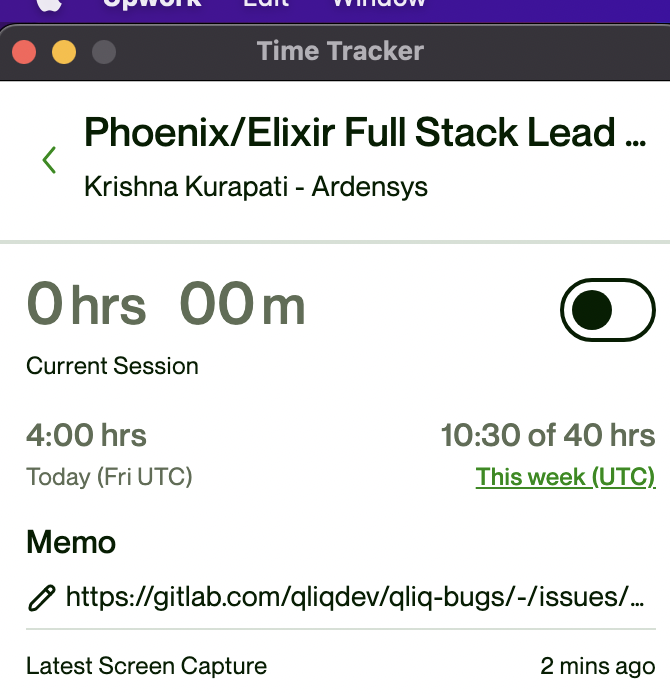 Upwork Edit Window
Time Tracker
Phoenix/Elixir Full Stack Lead ...
Krishna Kurapati - Ardensys
0 hrs 00 m
Current Session
4:00 hrs 10:30 of 40 hrs
Today (Fri UTC) This week (UTC)
Memo
https://gitlab.com/qliqdev/qliq-bugs/-/issues/...
Latest Screen Capture 2 mins ago